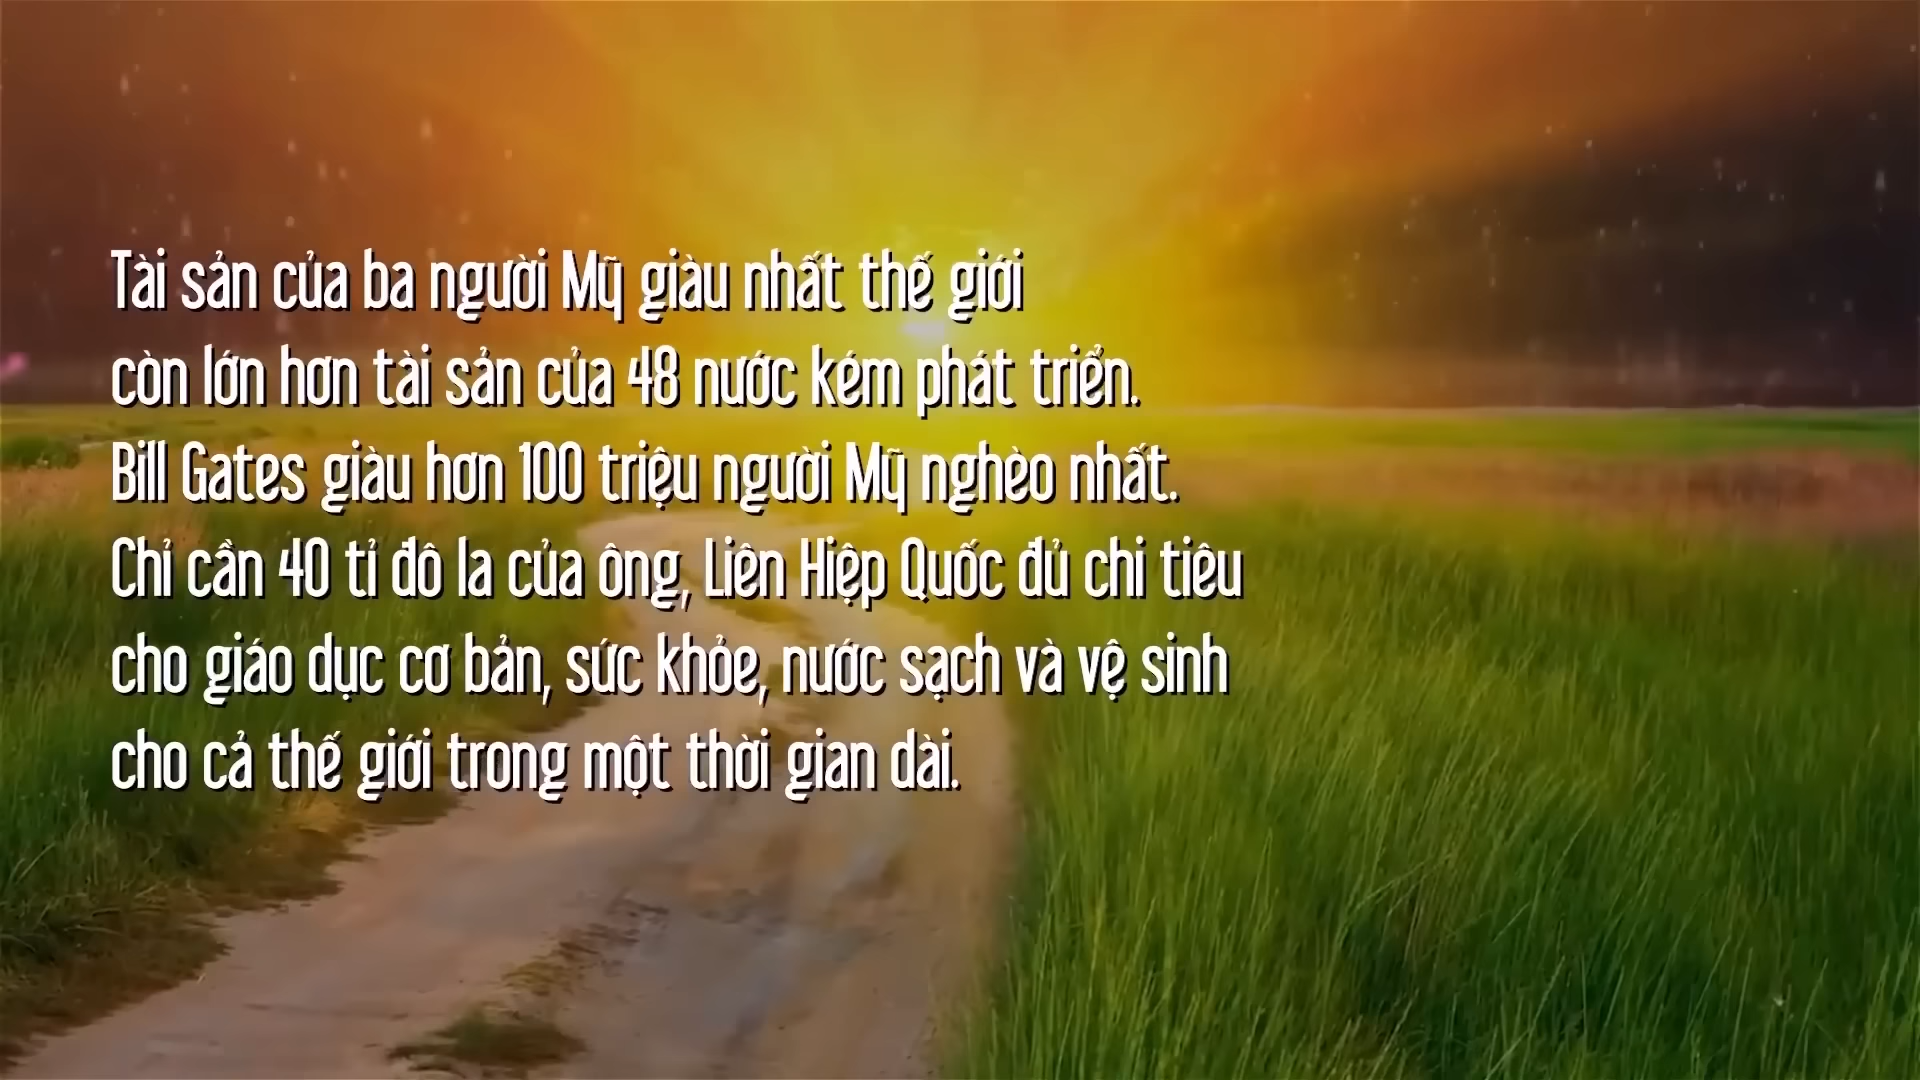 Tài sản của ba người Mỹ giàu nhất thế giới
còn lớn hơn tài sản của 48 nước kém phát triển.
Bill Gates giàu hơn 100 triệu người Mỹ nghèo nhất.
Chỉ cần 40 tỉ đô la của ông, Liên Hiệp Quốc đủ chi tiêu
cho giáo dục cơ bản, sức khỏe, nước sạch và vệ sinh
cho cả thế giới trong một thời gian dài.